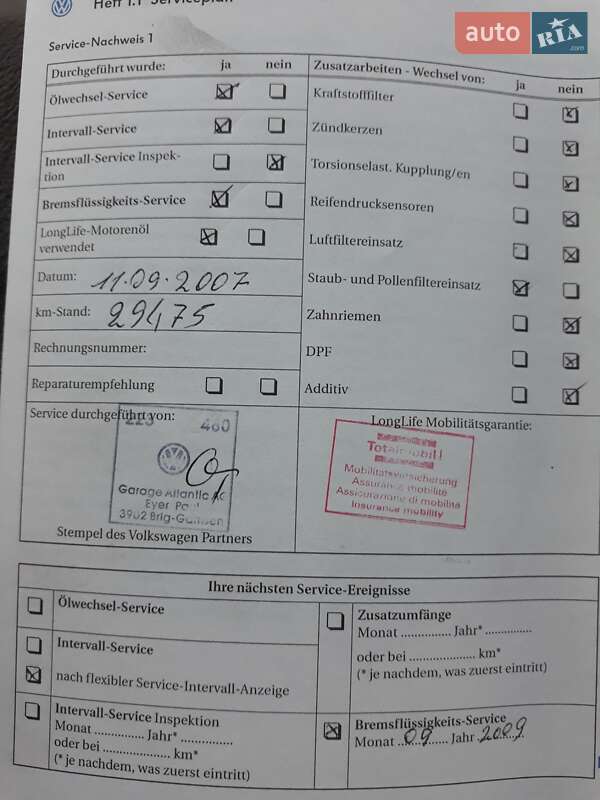 Heft 1.1 Serviceplan
auto RIA .com
Service-Nachweis 1
Durchgeführt wurde: ja nein
Ölwechsel-Service
Intervall-Service
Intervall-Service Inspek-
tion
Bremsflüssigkeits-Service
LongLife-Motorenöl
verwendet
Datum: 11.09.2007
km-Stand: 29475
Rechnungsnummer:
Reparaturempfehlung
Zusatzarbeiten - Wechsel von: ja nein
Kraftstofffilter
Zündkerzen
Torsionselast. Kupplung/en
Reifendrucksensoren
Luftfiltereinsatz
Staub- und Pollenfiltereinsatz
Zahnriemen
DPF
Additiv
Service durchgeführt von:
460
Garage Atlantic
Eyer
3902 Brig-
Stempel des Volkswagen Partners
LongLife Mobilitätsgarantie:
Totalmobil!
Mobilitätsversicherung
Assurance mobilité
Assicurazione di mobilità
Insurance mobility
Ihre nächsten Service-Ereignisse
Ölwechsel-Service
Intervall-Service
nach flexibler Service-Intervall-Anzeige
Intervall-Service Inspektion
Monat ............... Jahr* ...............
oder bei .................... km*
(* je nachdem, was zuerst eintritt)
Zusatzumfänge
Monat ............... Jahr* ...............
oder bei .................... km*
(* je nachdem, was zuerst eintritt)
Bremsflüssigkeits-Service
Monat 09 Jahr 2009